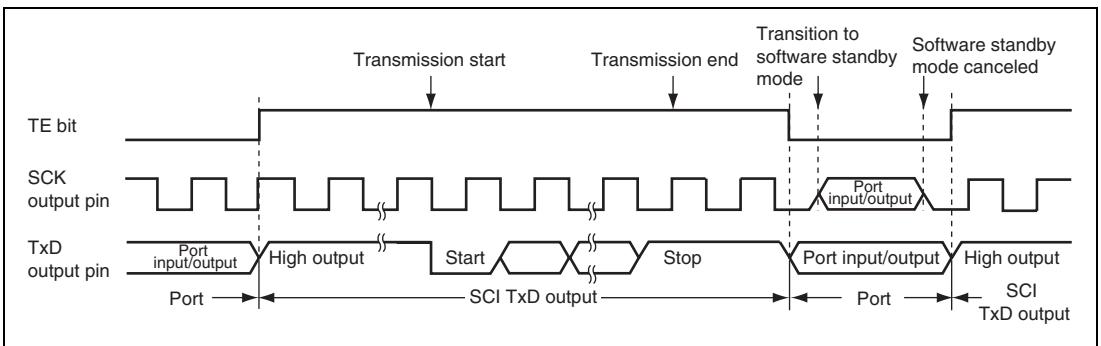 Transmission start
Transmission end
Transition to
software standby
mode
Software standby
mode canceled
TE bit
SCK
output pin
Port
input/output
TxD
output pin
Port
input/output
High output
Start
Stop
Port input/output
High output
Port
SCI TxD output
Port
SCI
TxD output